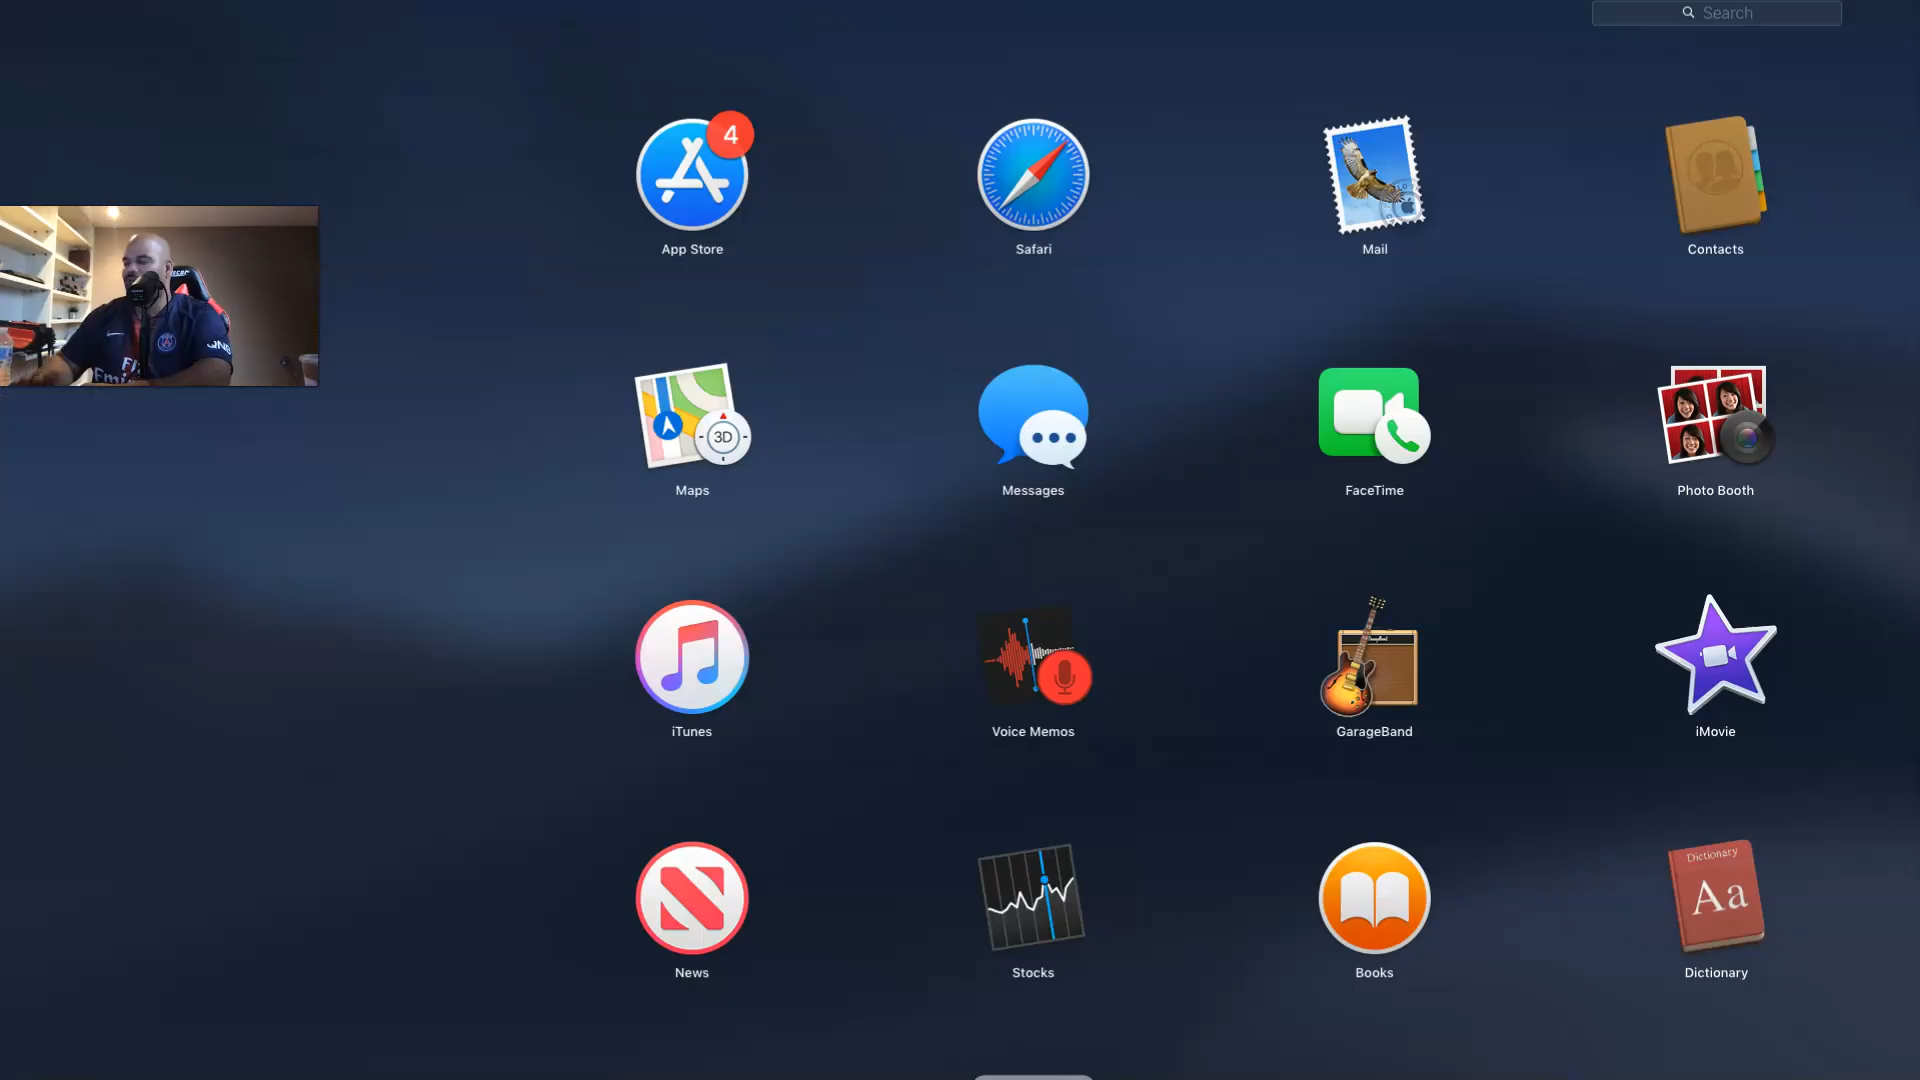 Search
4
App Store
Safari
Mail
Contacts
3D
Maps
Messages
FaceTime
Photo Booth
QNB
iTunes
Voice Memos
GarageBand
iMovie
Dictionary
Aa
News
Stocks
Books
Dictionary